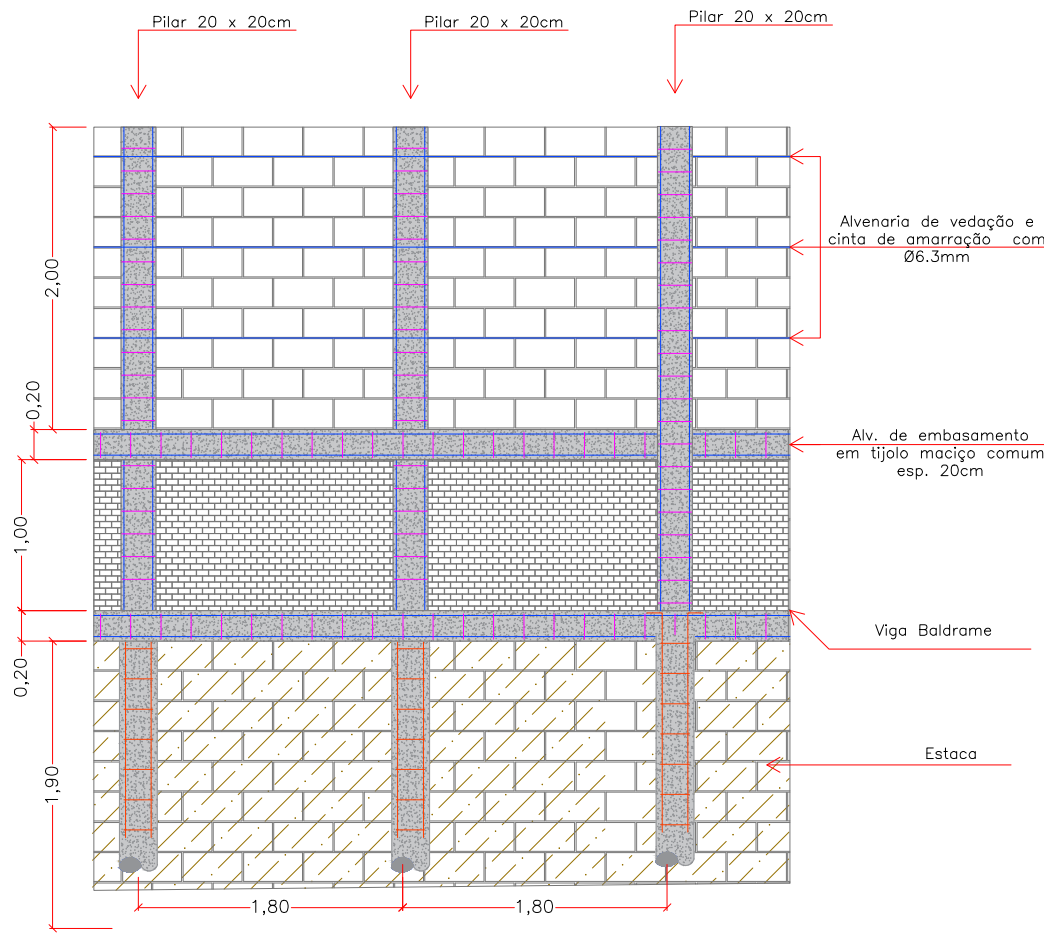 Pilar 20 x 20cm
Pilar 20 x 20cm
Pilar 20 x 20cm
2,00
Alvenaria de vedação e
cinta de amarração com
Ø6.3mm
0,20
Alv. de embasamento
em tijolo maciço comum
esp. 20cm
1,00
Viga Baldrame
0,20
Estaca
1,90
1,80
1,80